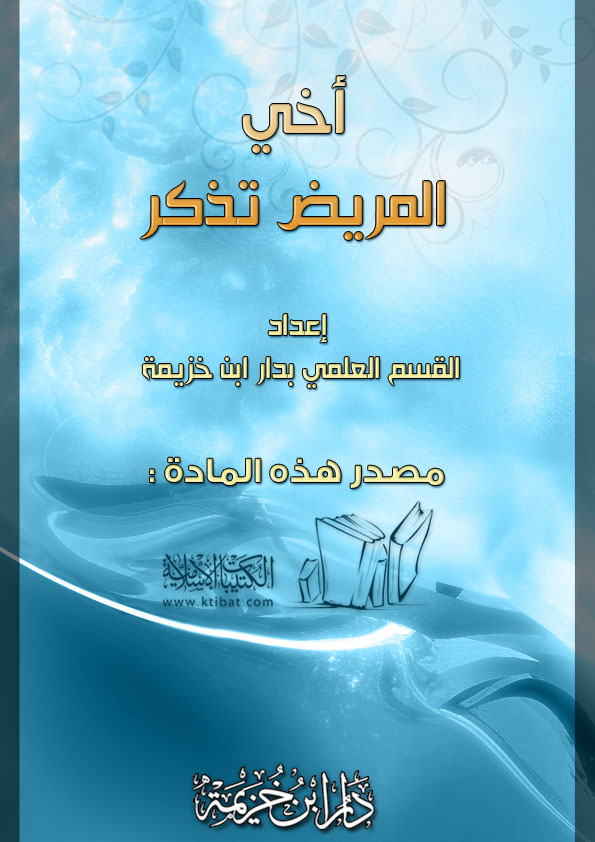 أخي
المريض تذكر
إعداد
القسم العلمي بدار ابن خزيمة
مصدر هذه المادة :
الكتيبات الإسلامية
www.ktibat.com
دار ابن خزيمة